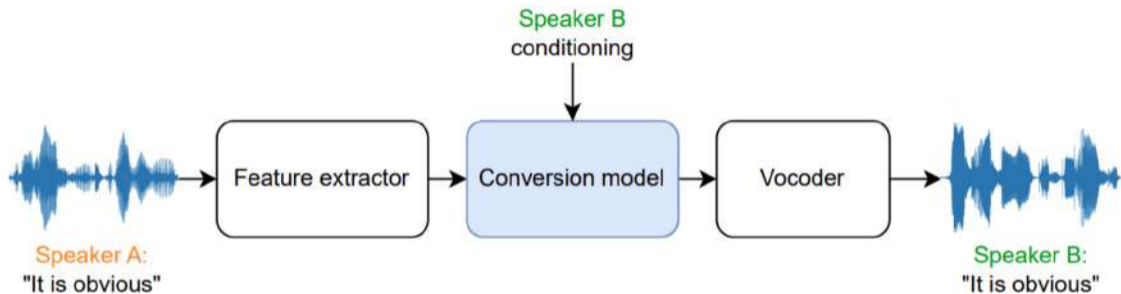 Speaker B
conditioning
Feature extractor
Conversion model
Vocoder
Speaker A:
"It is obvious"
Speaker B:
"It is obvious"